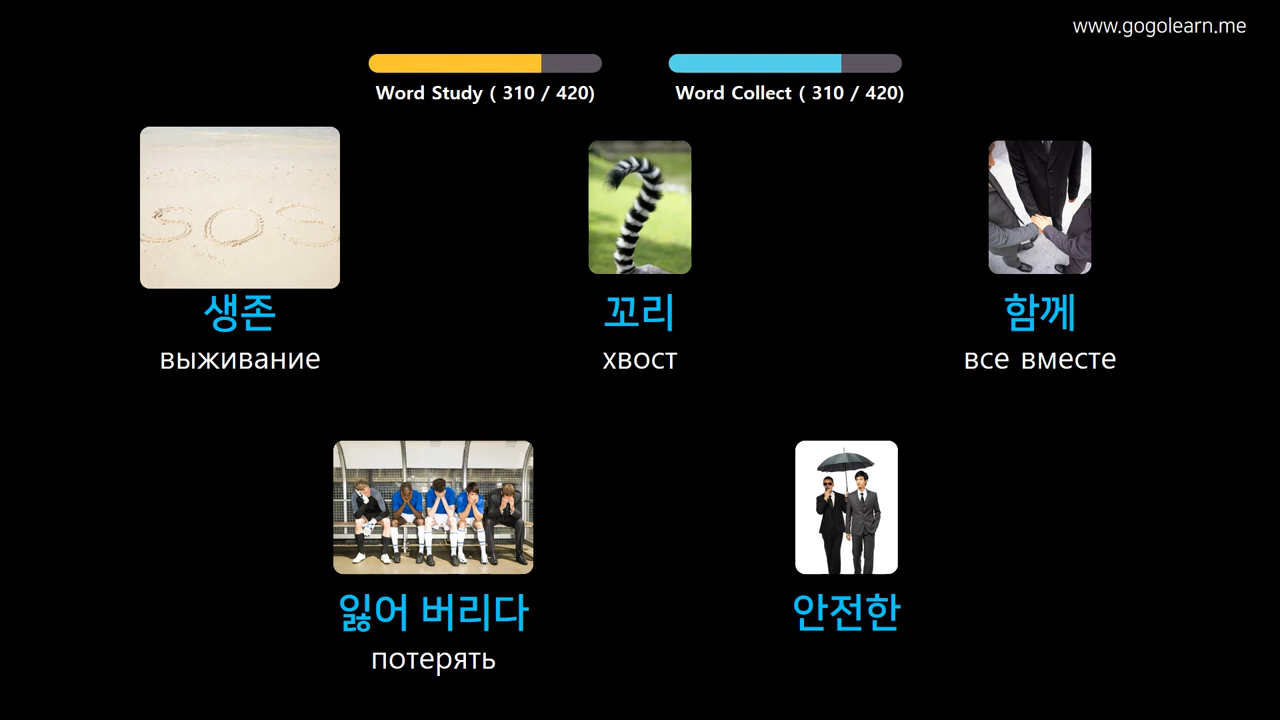 www.gogolearn.me
Word Study ( 310 / 420)
Word Collect ( 310 / 420)
SOS
생존
выживание
꼬리
хвост
함께
все вместе
잃어 버리다
потерять
안전한